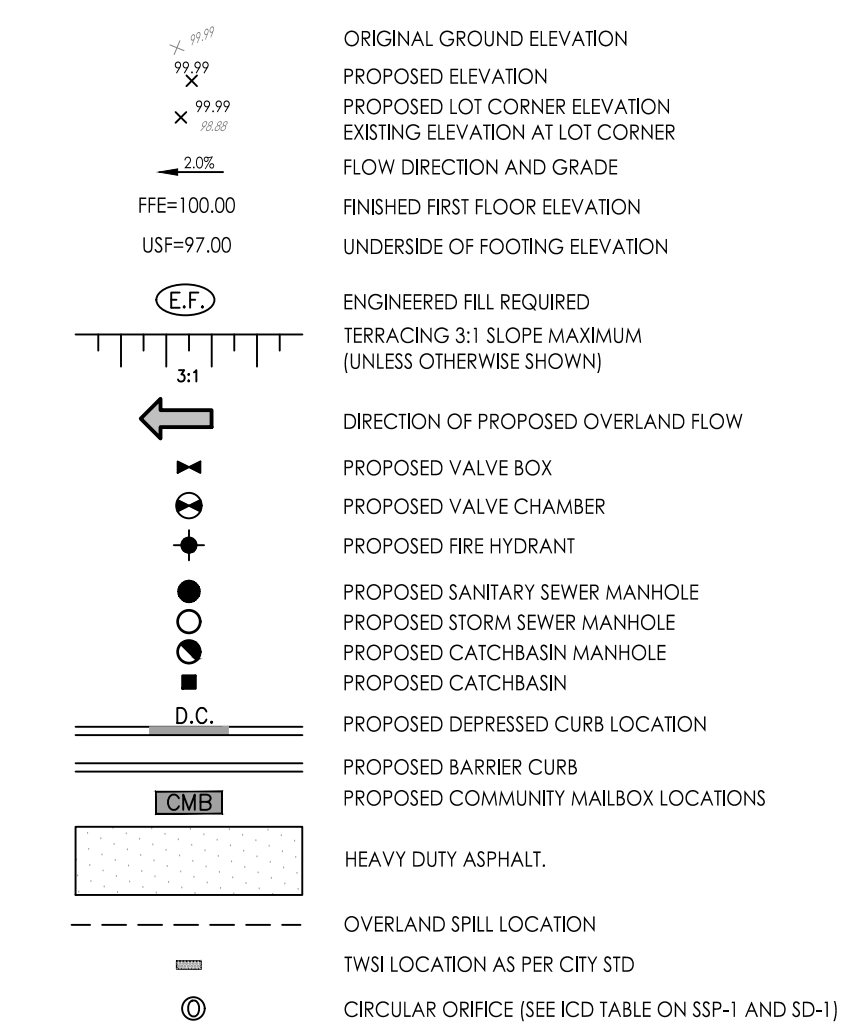 99.99 ORIGINAL GROUND ELEVATION
99.99 PROPOSED ELEVATION
99.99 PROPOSED LOT CORNER ELEVATION
98.88 EXISTING ELEVATION AT LOT CORNER
2.0% FLOW DIRECTION AND GRADE
FFE=100.00 FINISHED FIRST FLOOR ELEVATION
USF=97.00 UNDERSIDE OF FOOTING ELEVATION
E.F. ENGINEERED FILL REQUIRED
TERRACING 3:1 SLOPE MAXIMUM
(UNLESS OTHERWISE SHOWN)
3:1
DIRECTION OF PROPOSED OVERLAND FLOW
PROPOSED VALVE BOX
PROPOSED VALVE CHAMBER
PROPOSED FIRE HYDRANT
PROPOSED SANITARY SEWER MANHOLE
PROPOSED STORM SEWER MANHOLE
PROPOSED CATCHBASIN MANHOLE
PROPOSED CATCHBASIN
D.C. PROPOSED DEPRESSED CURB LOCATION
PROPOSED BARRIER CURB
CMB PROPOSED COMMUNITY MAILBOX LOCATIONS
HEAVY DUTY ASPHALT.
OVERLAND SPILL LOCATION
TWSI LOCATION AS PER CITY STD
CIRCULAR ORIFICE (SEE ICD TABLE ON SSP-1 AND SD-1)